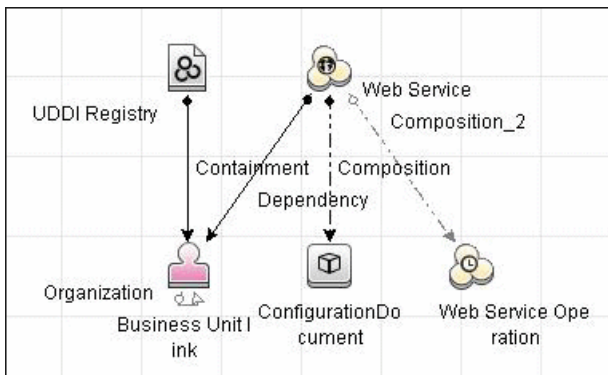 UDDI Registry
Web Service
Composition_2
Containment
Composition
Dependency
Organization
Business Unit l
ink
ConfigurationDo
cument
Web Service Ope
ration